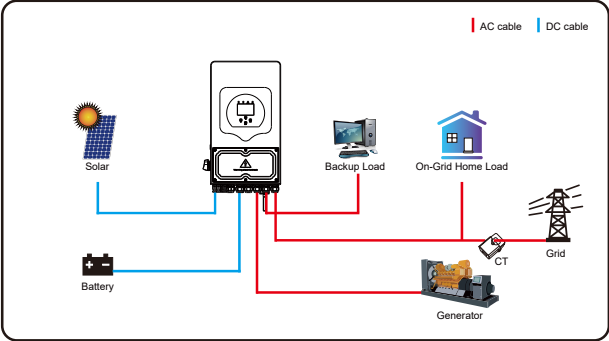 AC cable
DC cable
Solar
Backup Load
On-Grid Home Load
CT
Grid
Battery
Generator